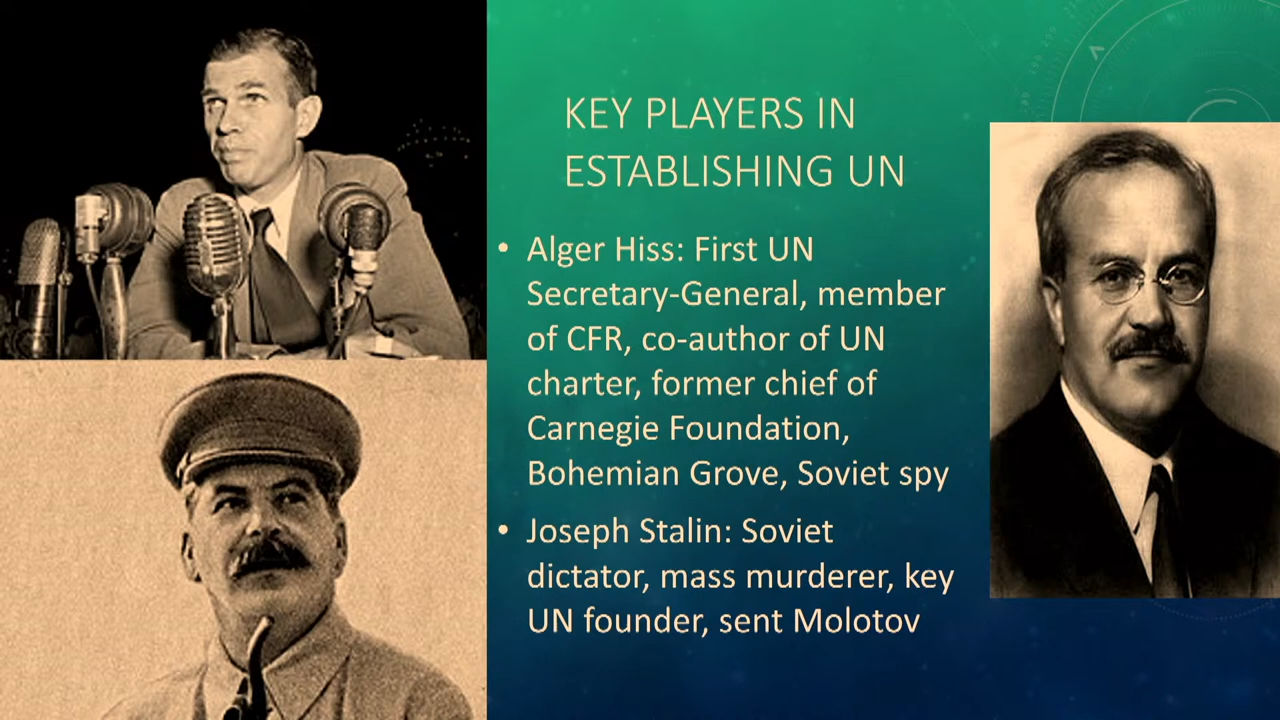 KEY PLAYERS IN
ESTABLISHING UN
• Alger Hiss: First UN
Secretary-General, member
of CFR, co-author of UN
charter, former chief of
Carnegie Foundation,
Bohemian Grove, Soviet spy
• Joseph Stalin: Soviet
dictator, mass murderer, key
UN founder, sent Molotov